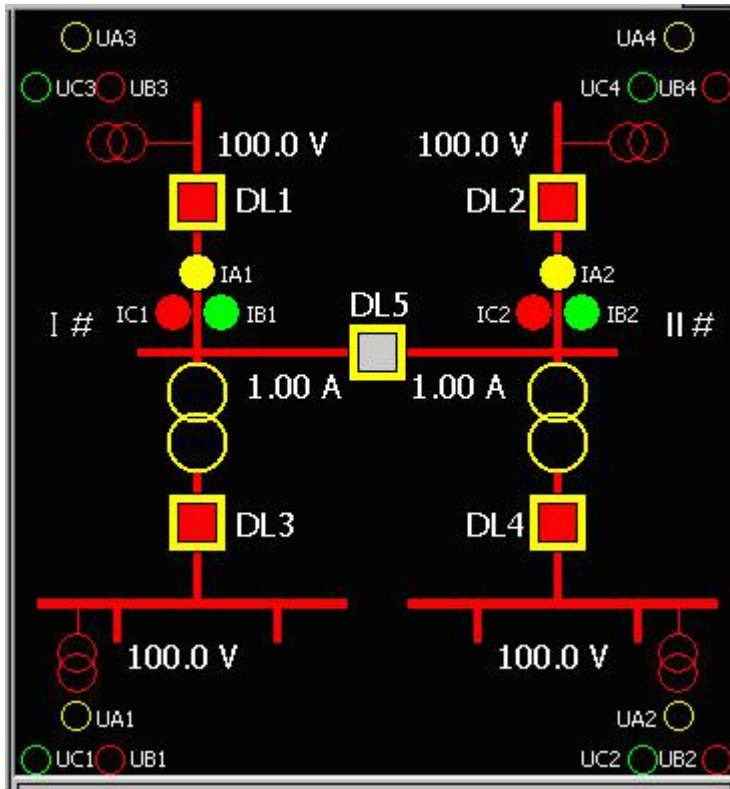 UA3 UA4
UC3 UB3 UC4 UB4
100.0 V 100.0 V
DL1 DL2
IA1 IA2
I # IC1 IB1 DL5 IC2 IB2 II #
1.00 A 1.00 A
DL3 DL4
100.0 V 100.0 V
UA1 UA2
UC1 UB1 UC2 UB2